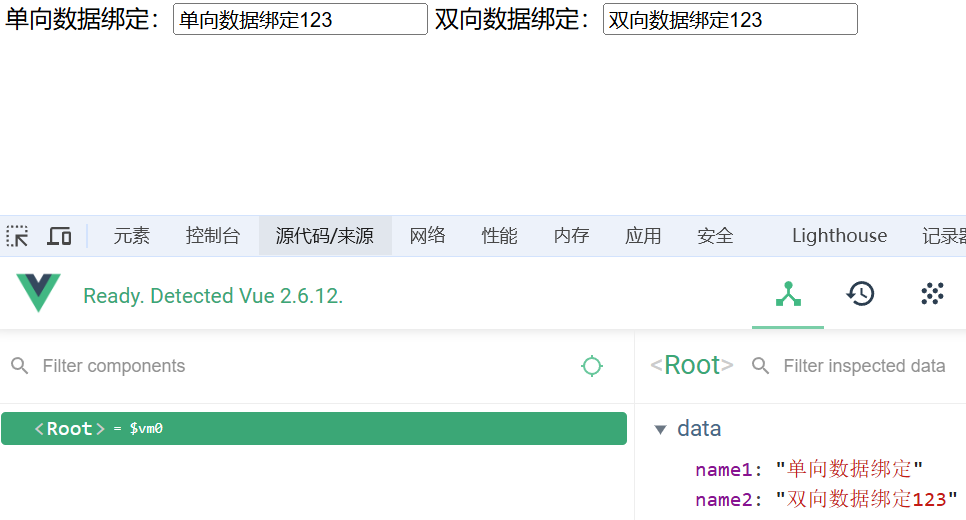 单向数据绑定：单向数据绑定123 双向数据绑定：双向数据绑定123
元素 控制台 源代码/来源 网络 性能 内存 应用 安全 Lighthouse 记录器
Ready. Detected Vue 2.6.12.
Filter components
<Root> Filter inspected data
<Root> = $vm0
data
name1: "单向数据绑定"
name2: "双向数据绑定123"